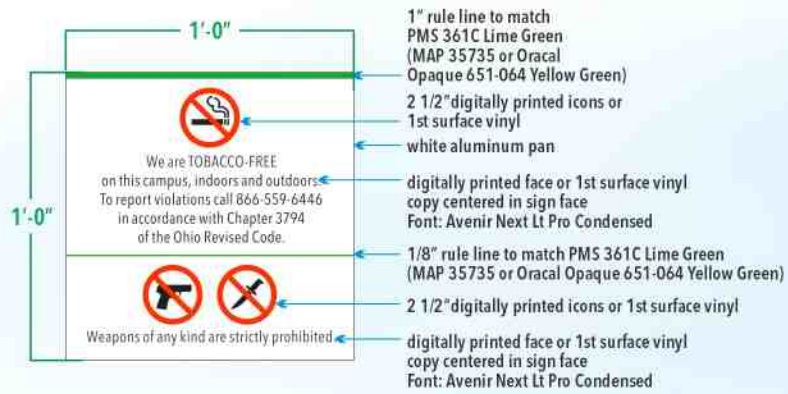 1'-0"
1'-0"
We are TOBACCO-FREE
on this campus, indoors and outdoors.
To report violations call 866-559-6446
in accordance with Chapter 3794
of the Ohio Revised Code.
Weapons of any kind are strictly prohibited
1" rule line to match
PMS 361C Lime Green
(MAP 35735 or Oracal
Opaque 651-064 Yellow Green)
2 1/2"digitally printed icons or
1st surface vinyl
white aluminum pan
digitally printed face or 1st surface vinyl
copy centered in sign face
Font: Avenir Next Lt Pro Condensed
1/8" rule line to match PMS 361C Lime Green
(MAP 35735 or Oracal Opaque 651-064 Yellow Green)
2 1/2"digitally printed icons or 1st surface vinyl
digitally printed face or 1st surface vinyl
copy centered in sign face
Font: Avenir Next Lt Pro Condensed